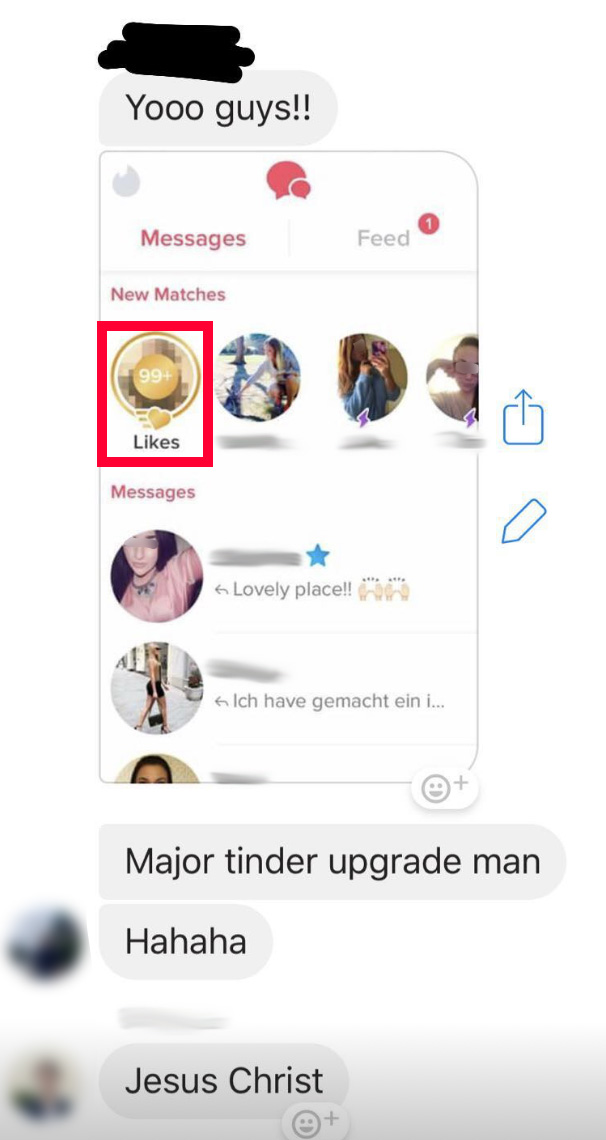 Yooo guys!!
Messages
Feed
1
New Matches
99+
Likes
Messages
Lovely place!! 🙌🏻🙌🏻
Ich have gemacht ein i...
Major tinder upgrade man
Hahaha
Jesus Christ